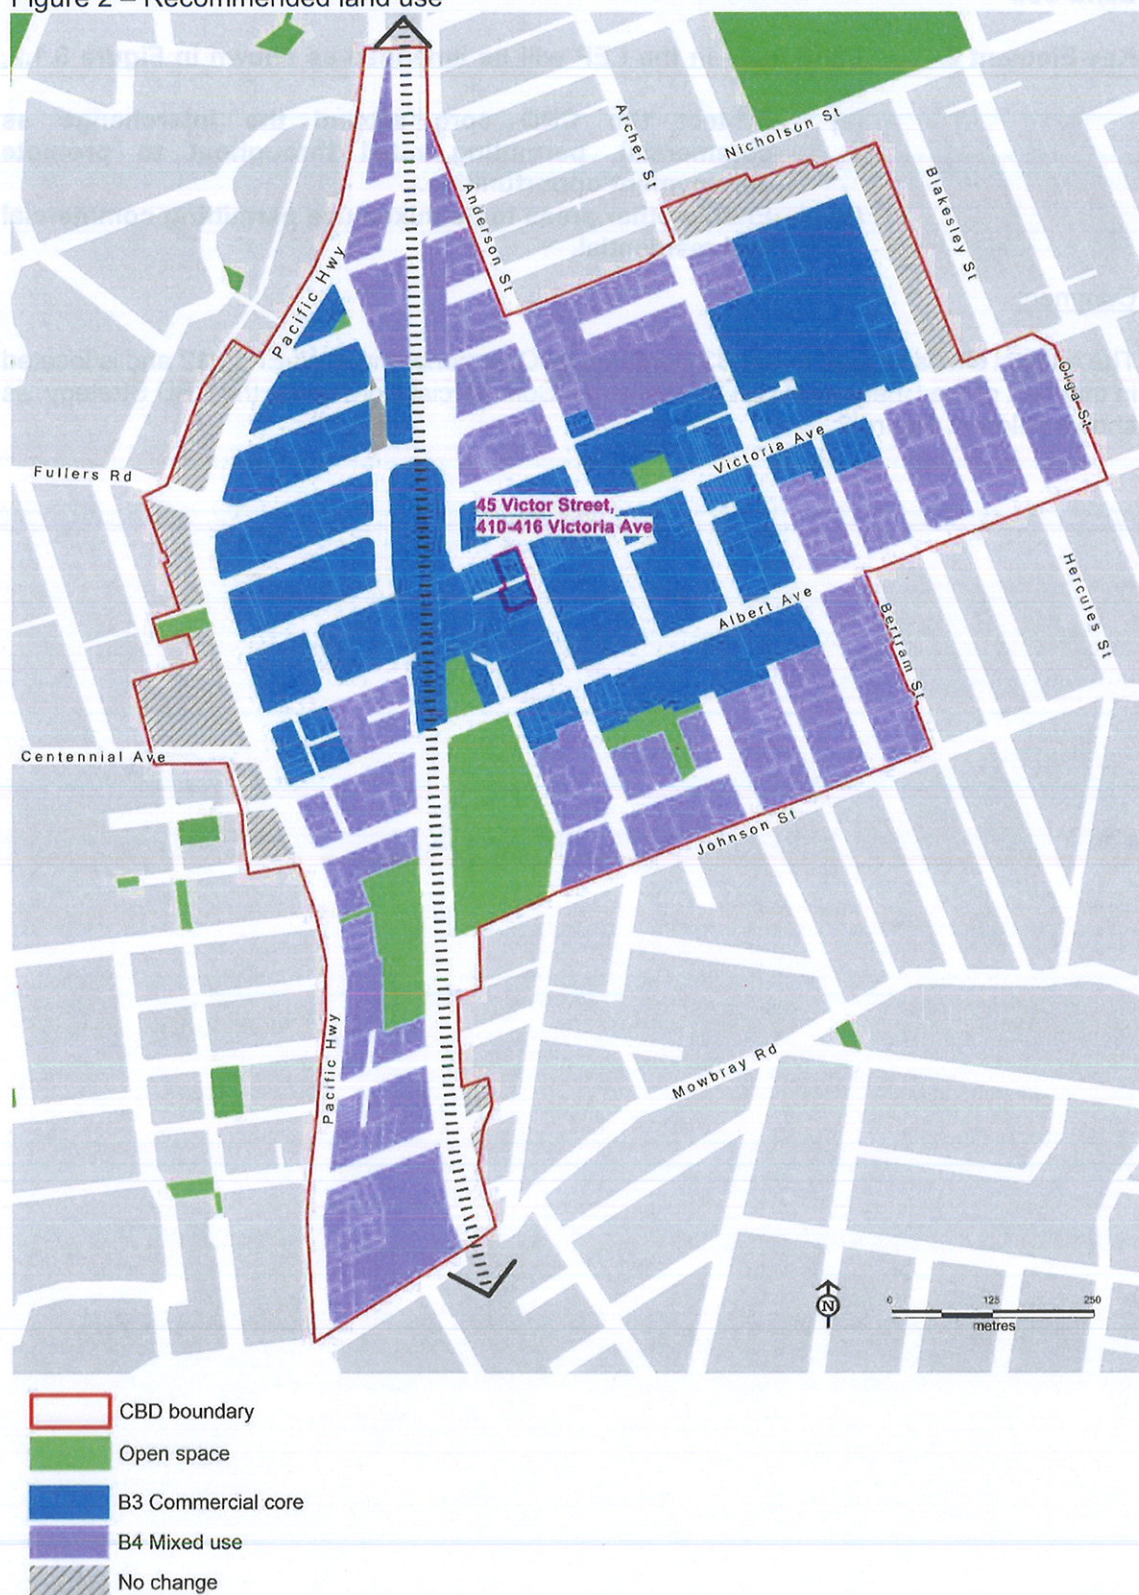 Figure 2 – Recommended land use
Archer St
Nicholson St
Anderson St
Blakesley St
Pacific Hwy
Olga St
Fullers Rd
Victoria Ave
45 Victor Street,
410-416 Victoria Ave
Hercules St
Albert Ave
Bertram St
Centennial Ave
Johnson St
Pacific Hwy
Mowbray Rd
N
0 125 250
metres
CBD boundary
Open space
B3 Commercial core
B4 Mixed use
No change